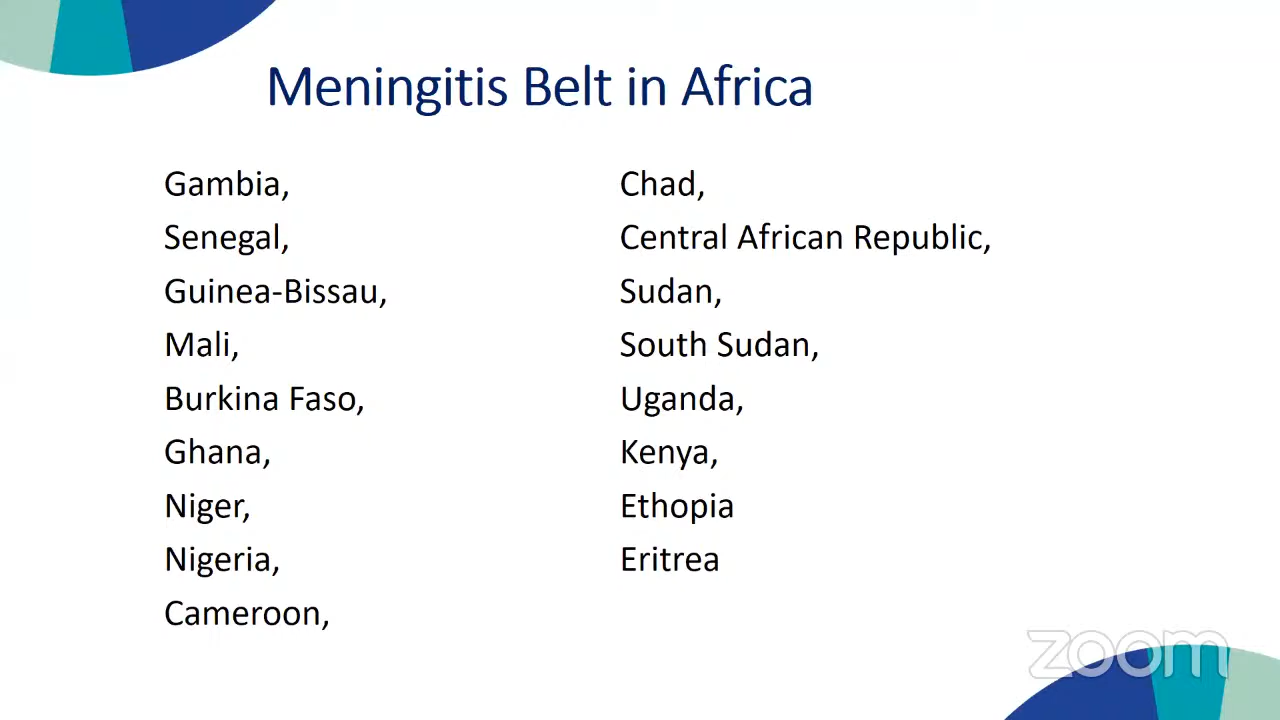 Meningitis Belt in Africa
Gambia,
Senegal,
Guinea-Bissau,
Mali,
Burkina Faso,
Ghana,
Niger,
Nigeria,
Cameroon,
Chad,
Central African Republic,
Sudan,
South Sudan,
Uganda,
Kenya,
Ethopia
Eritrea
zoom